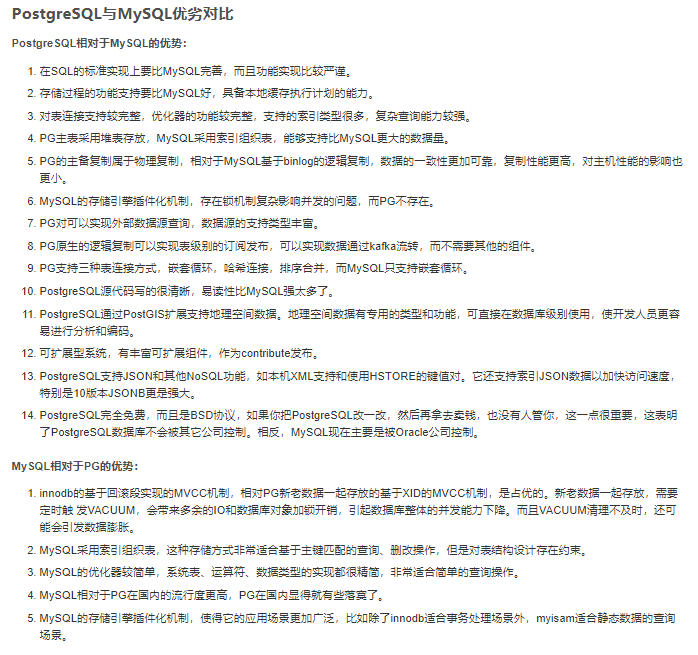 PostgreSQL与MySQL优劣对比
PostgreSQL相对于MySQL的优势：
1. 在SQL的标准实现上要比MySQL完善，而且功能实现比较严谨。
2. 存储过程的功能支持要比MySQL好，具备本地缓存执行计划的能力。
3. 对表连接支持较完整，优化器的功能较完整，支持的索引类型很多，复杂查询能力较强。
4. PG主表采用堆表存放，MySQL采用索引组织表，能够支持比MySQL更大的数据量。
5. PG的主备复制属于物理复制，相对于MySQL基于binlog的逻辑复制，数据的一致性更加可靠，复制性能更高，对主机性能的影响也
更小。
6. MySQL的存储引擎插件化机制，存在锁机制复杂影响并发的问题，而PG不存在。
7. PG对可以实现外部数据源查询，数据源的支持类型丰富。
8. PG原生的逻辑复制可以实现表级别的订阅发布，可以实现数据通过kafka流转，而不需要其他的组件。
9. PG支持三种表连接方式，嵌套循环，哈希连接，排序合并，而MySQL只支持嵌套循环。
10. PostgreSQL源代码写的很清晰，易读性比MySQL强太多了。
11. PostgreSQL通过PostGIS扩展支持地理空间数据。地理空间数据有专用的类型和功能，可直接在数据库级别使用，使开发人员更容
易进行分析和编码。
12. 可扩展型系统，有丰富可扩展组件，作为contribute发布。
13. PostgreSQL支持JSON和其他NoSQL功能，如本机XML支持和使用HSTORE的键值对。它还支持索引JSON数据以加快访问速度，
特别是10版本JSONB更是强大。
14. PostgreSQL完全免费，而且是BSD协议，如果你把PostgreSQL改一改，然后再拿去卖钱，也没有人管你，这一点很重要，这表明
了PostgreSQL数据库不会被其它公司控制。相反，MySQL现在主要是被Oracle公司控制。
MySQL相对于PG的优势：
1. innodb的基于回滚段实现的MVCC机制，相对PG新老数据一起存放的基于XID的MVCC机制，是占优的。新老数据一起存放，需要
定时触 发VACUUM，会带来多余的IO和数据库对象加锁开销，引起数据库整体的并发能力下降。而且VACUUM清理不及时，还可
能会引发数据膨胀。
2. MySQL采用索引组织表，这种存储方式非常适合基于主键匹配的查询、删改操作，但是对表结构设计存在约束。
3. MySQL的优化器较简单，系统表、运算符、数据类型的实现都很精简，非常适合简单的查询操作。
4. MySQL相对于PG在国内的流行度更高，PG在国内显得就有些落寞了。
5. MySQL的存储引擎插件化机制，使得它的应用场景更加广泛，比如除了innodb适合事务处理场景外，myisam适合静态数据的查询
场景。